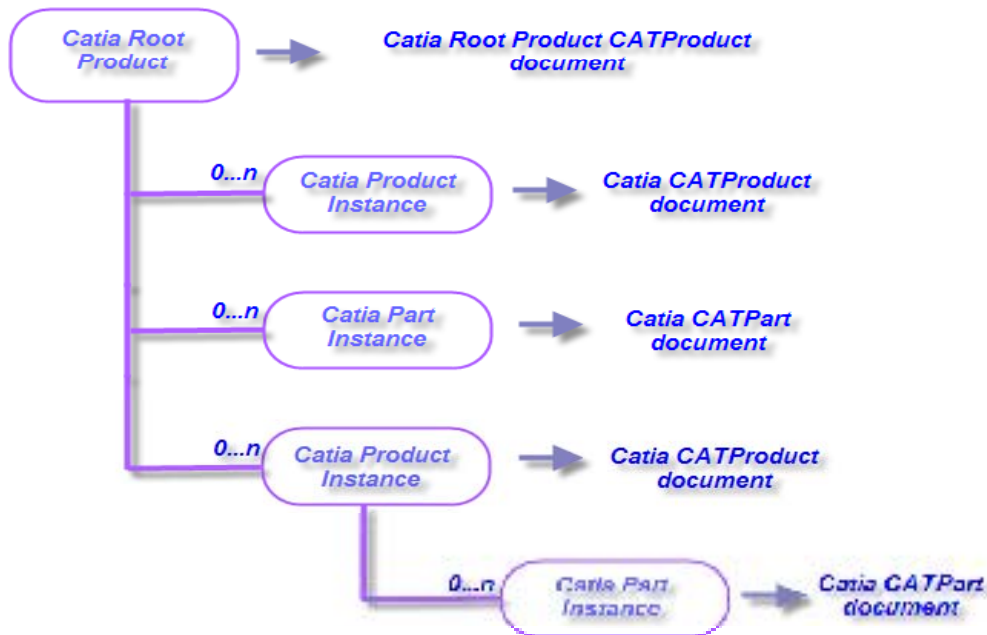 Catia Root
Product
Catia Root Product CATProduct
document
0...n
Catia Product
Instance
Catia CATProduct
document
0...n
Catia Part
Instance
Catia CATPart
document
0...n
Catia Product
Instance
Catia CATProduct
document
0...n
Catia Part
Instance
Catia CATPart
document